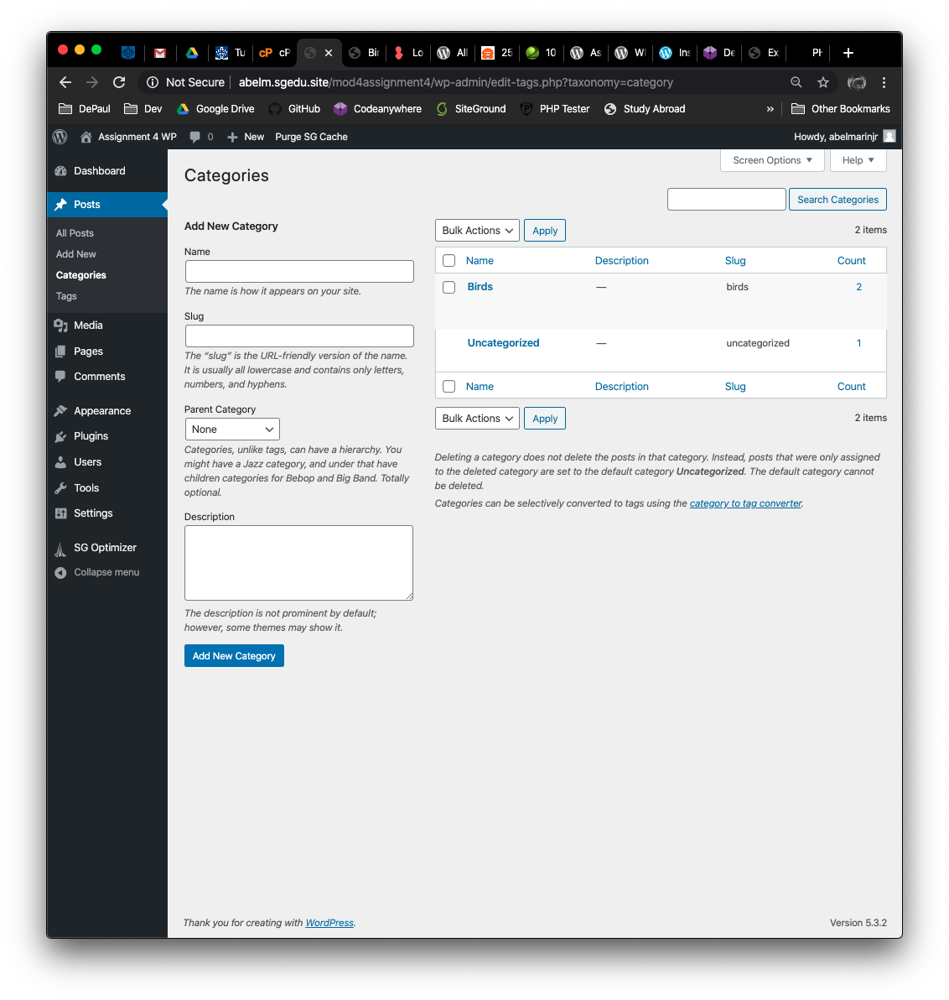 Tu
cP
cP
Bir
Lo
All
25
10
As
WI
Ins
De
Ex
PH
Not Secure
abelm.sgedu.site/mod4assignment4/wp-admin/edit-tags.php?taxonomy=category
DePaul
Dev
Google Drive
GitHub
Codeanywhere
SiteGround
PHP Tester
Study Abroad
»
Other Bookmarks
Assignment 4 WP
0
New
Purge SG Cache
Howdy, abelmarinjr
Dashboard
Posts
All Posts
Add New
Categories
Tags
Media
Pages
Comments
Appearance
Plugins
Users
Tools
Settings
SG Optimizer
Collapse menu
Screen Options
Help
Categories
Search Categories
Add New Category
Name
The name is how it appears on your site.
Slug
The “slug” is the URL-friendly version of the name.
It is usually all lowercase and contains only letters,
numbers, and hyphens.
Parent Category
None
Categories, unlike tags, can have a hierarchy. You
might have a Jazz category, and under that have
children categories for Bebop and Big Band. Totally
optional.
Description
The description is not prominent by default;
however, some themes may show it.
Add New Category
Bulk Actions
Apply
2 items
Name Description Slug Count
Birds — birds 2
Uncategorized — uncategorized 1
Name Description Slug Count
Bulk Actions
Apply
2 items
Deleting a category does not delete the posts in that category. Instead, posts that were only assigned
to the deleted category are set to the default category Uncategorized. The default category cannot
be deleted.
Categories can be selectively converted to tags using the category to tag converter.
Thank you for creating with WordPress.
Version 5.3.2